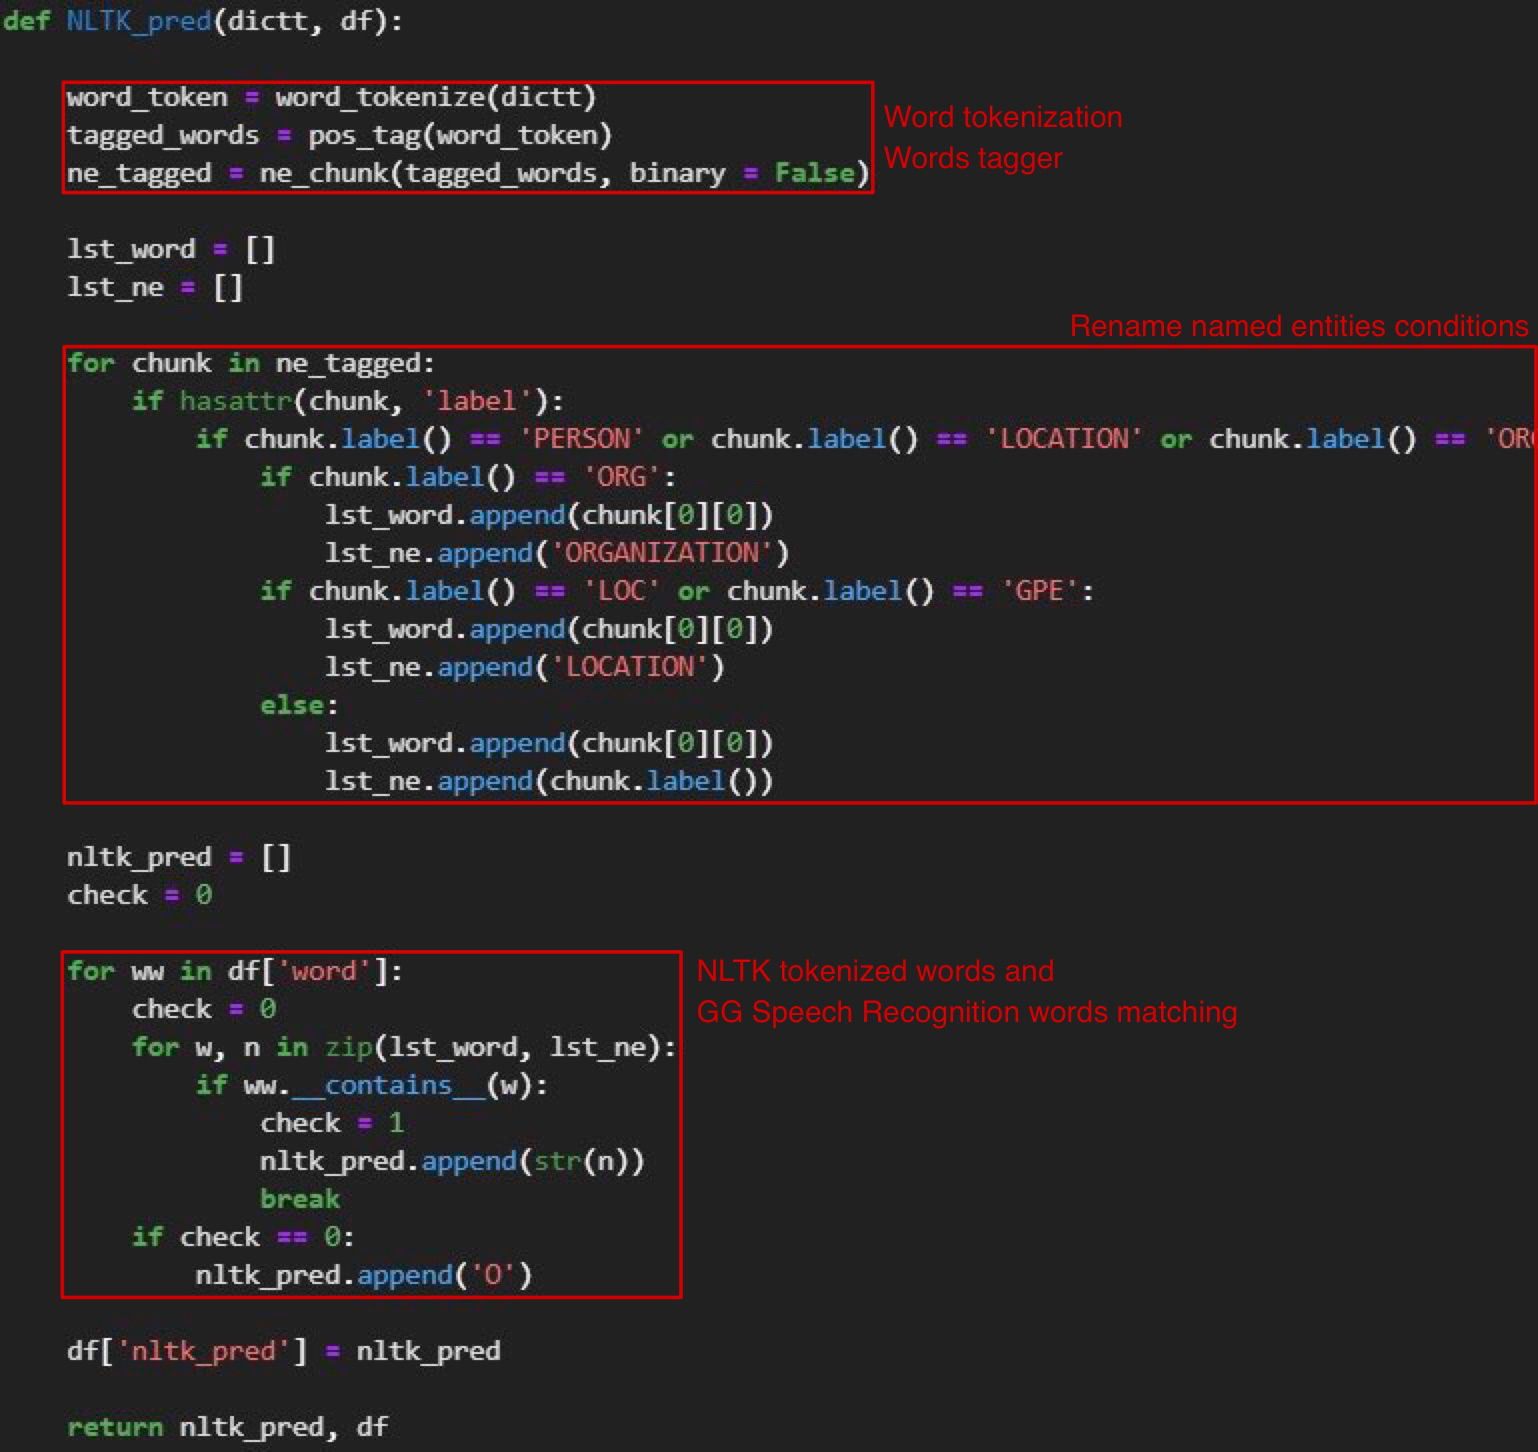 def NLTK_pred(dictt, df):
word_token = word_tokenize(dictt)
tagged_words = pos_tag(word_token)
ne_tagged = ne_chunk(tagged_words, binary = False)
Word tokenization
Words tagger
lst_word = []
lst_ne = []
Rename named entities conditions
for chunk in ne_tagged:
if hasattr(chunk, 'label'):
if chunk.label() == 'PERSON' or chunk.label() == 'LOCATION' or chunk.label() == 'OR
if chunk.label() == 'ORG':
lst_word.append(chunk[0][0])
lst_ne.append('ORGANIZATION')
if chunk.label() == 'LOC' or chunk.label() == 'GPE':
lst_word.append(chunk[0][0])
lst_ne.append('LOCATION')
else:
lst_word.append(chunk[0][0])
lst_ne.append(chunk.label())
nltk_pred = []
check = 0
for ww in df['word']:
check = 0
for w, n in zip(lst_word, lst_ne):
if ww.__contains__(w):
check = 1
nltk_pred.append(str(n))
break
if check == 0:
nltk_pred.append('O')
NLTK tokenized words and
GG Speech Recognition words matching
df['nltk_pred'] = nltk_pred
return nltk_pred, df